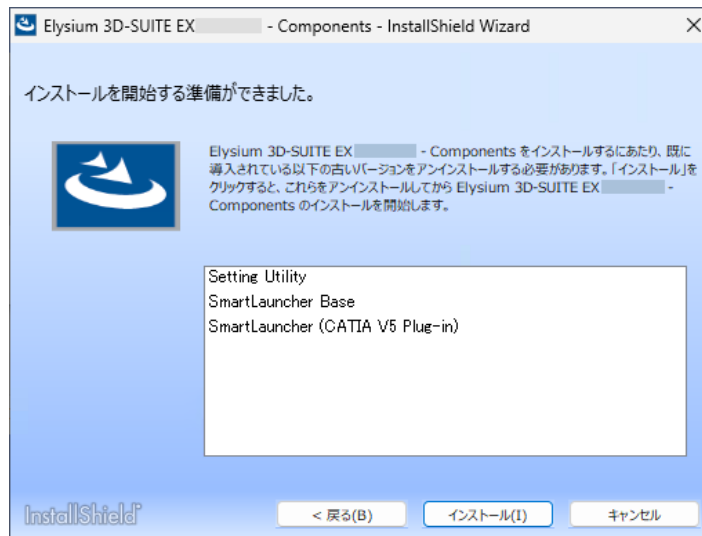 Elysium 3D-SUITE EX - Components - InstallShield Wizard
インストールを開始する準備ができました。
Elysium 3D-SUITE EX - Components をインストールするにあたり、既に
導入されている以下の古いバージョンをアンインストールする必要があります。「インストール」を
クリックすると、これらをアンインストールしてから Elysium 3D-SUITE EX -
Components のインストールを開始します。
Setting Utility
SmartLauncher Base
SmartLauncher (CATIA V5 Plug-in)
InstallShield
< 戻る(B)
インストール(I)
キャンセル